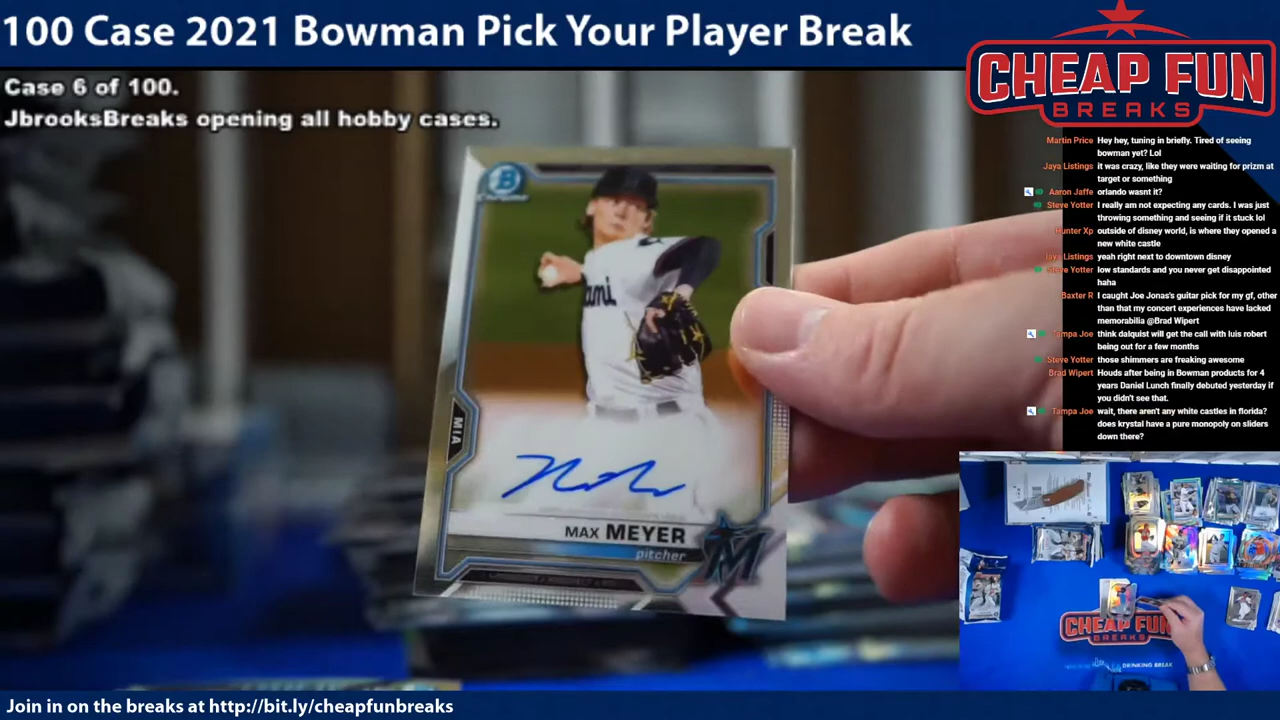 100 Case 2021 Bowman Pick Your Player Break
Case 6 of 100.
JbrooksBreaks opening all hobby cases.
CHEAP FUN
BREAKS
Martin Price Hey hey, tuning in briefly. Tired of seeing
bowman yet? Lol
Jaya Listings it was crazy, like they were waiting for prizm at
target or something
Aaron Jaffe orlando wasnt it?
Steve Yotter I really am not expecting any cards. I was just
throwing something and seeing if it stuck lol
Hunter Xp outside of disney world, is where they opened a
new white castle
Jaya Listings yeah right next to downtown disney
Steve Yotter low standards and you never get disappointed
haha
Baxter R I caught Joe Jonas's guitar pick for my gf, other
than that my concert experiences have lacked
memorabilia @Brad Wipert
Tampa Joe think dalquist will get the call with luis robert
being out for a few months
Steve Yotter those shimmers are freaking awesome
Brad Wipert Houds after being in Bowman products for 4
years Daniel Lunch finally debuted yesterday if
you didn't see that.
Tampa Joe wait, there aren't any white castles in florida?
does krystal have a pure monopoly on sliders
down there?
B
CHROME
MIA
MAX MEYER
pitcher
M
CHEAP FUN
BREAKS
DRINKING BREAK
Join in on the breaks at http://bit.ly/cheapfunbreaks